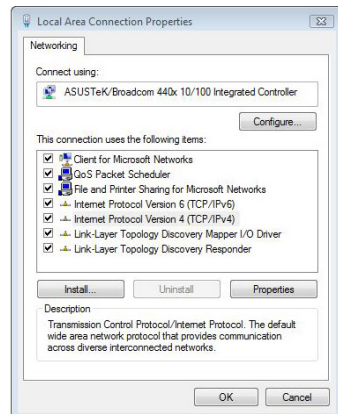 Local Area Connection Properties
Networking
Connect using:
ASUSTeK/Broadcom 440x 10/100 Integrated Controller
Configure...
This connection uses the following items:
Client for Microsoft Networks
QoS Packet Scheduler
File and Printer Sharing for Microsoft Networks
Internet Protocol Version 6 (TCP/IPv6)
Internet Protocol Version 4 (TCP/IPv4)
Link-Layer Topology Discovery Mapper I/O Driver
Link-Layer Topology Discovery Responder
Install...
Uninstall
Properties
Description
Transmission Control Protocol/Internet Protocol. The default
wide area network protocol that provides communication
across diverse interconnected networks.
OK
Cancel